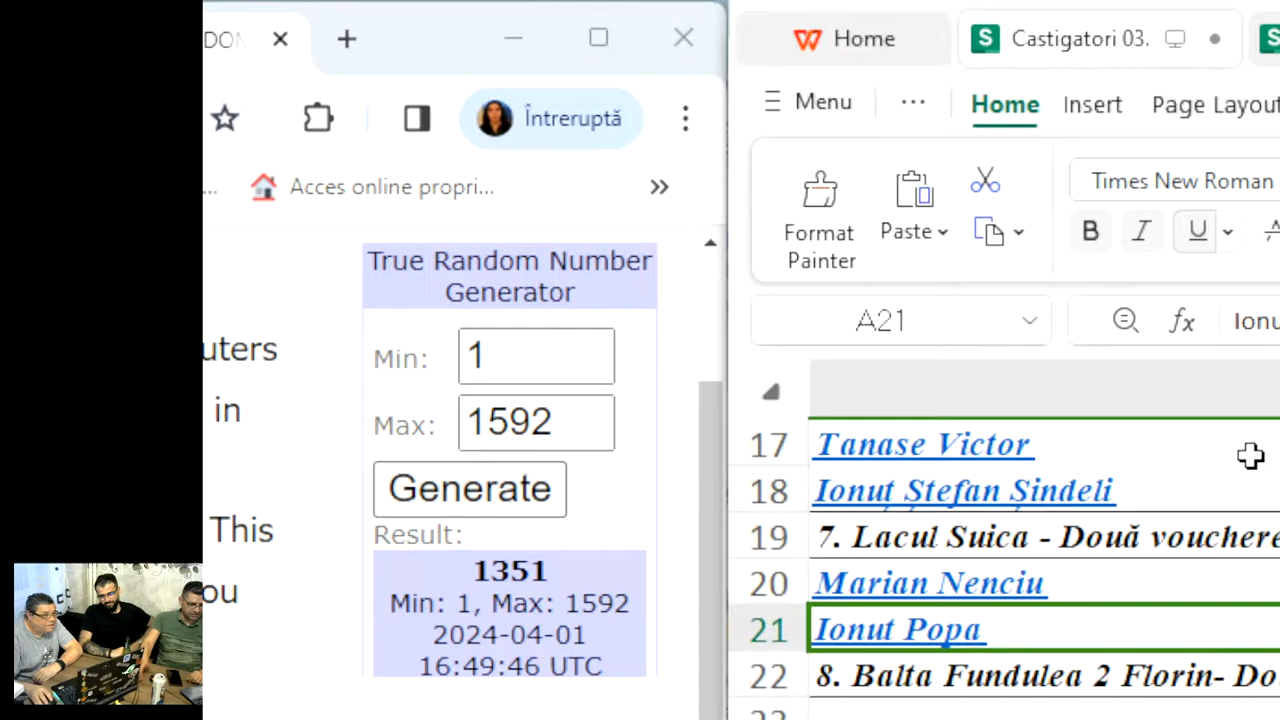 DOM
Întreruptă
...
Acces online propri...
uters
in
This
ou
True Random Number
Generator
Min: 1
Max: 1592
Generate
Result:
1351
Min: 1, Max: 1592
2024-04-01
16:49:46 UTC
Home
S Castigatori 03.
S
Menu
...
Home Insert Page Layout
Format
Painter
Paste
Times New Roman
B I U A
A21
fx Ionu
17 Tanase Victor
18 Ionuț Ștefan Șindeli
19 7. Lacul Suica - Două vouchere
20 Marian Nenciu
21 Ionut Popa
22 8. Balta Fundulea 2 Florin- Do
23